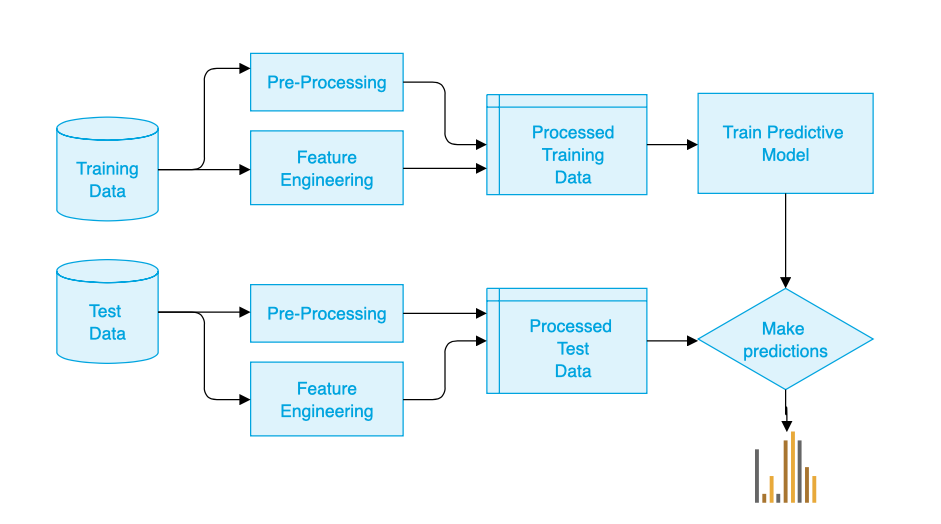 Pre-Processing
Training
Data
Feature
Engineering
Processed
Training
Data
Train Predictive
Model
Test
Data
Pre-Processing
Feature
Engineering
Processed
Test
Data
Make
predictions